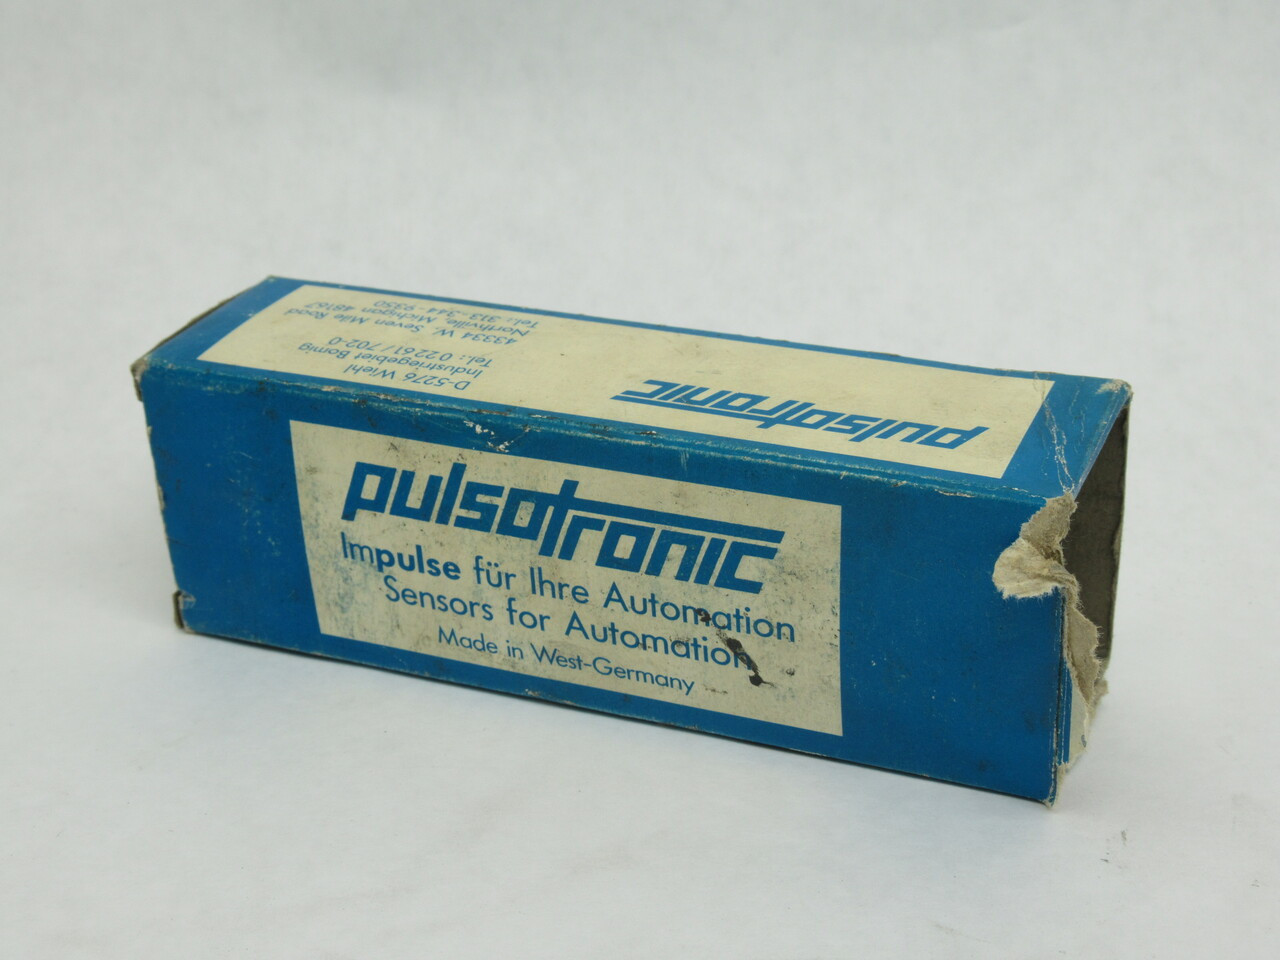 pulsotronic
D-5276 Wiehl
Industriegebiet Bomig
Tel.: 02261/702-0
43334 W. Seven Mile Road
Northville, Michigan 48167
Tel.: 313-344-9350
pulsotronic
Impulse für Ihre Automation
Sensors for Automation
Made in West-Germany